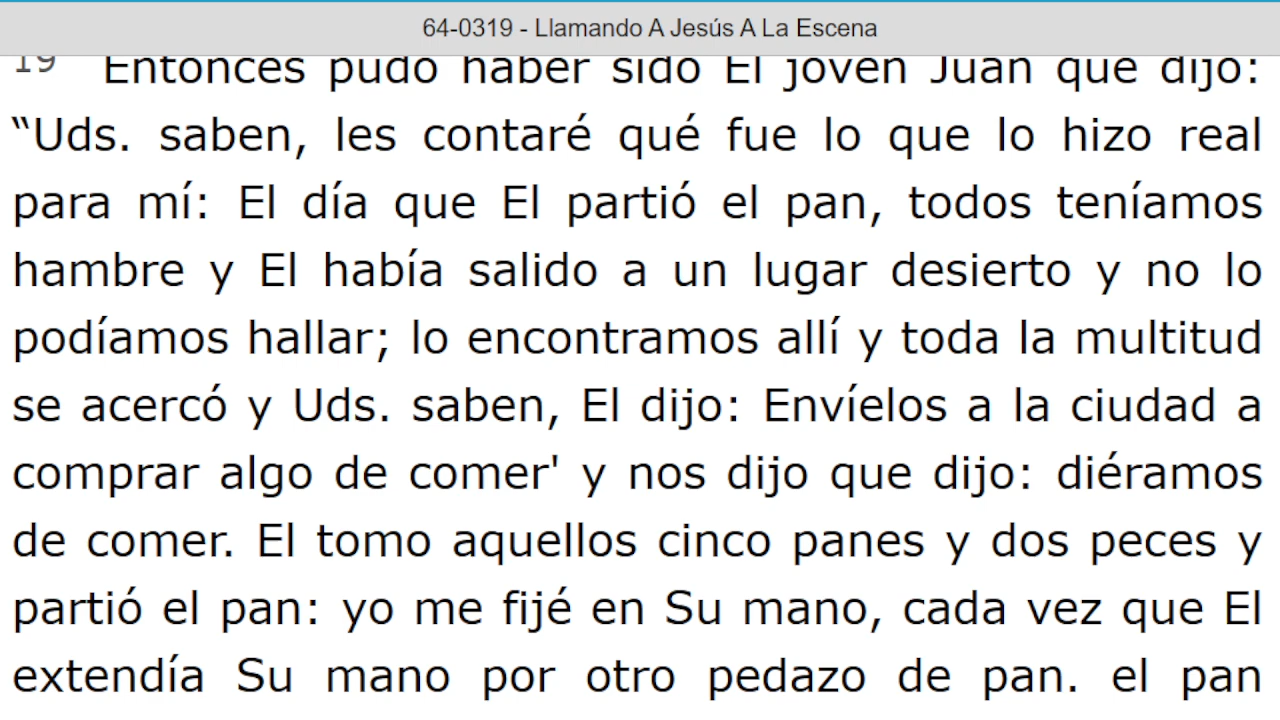 64-0319 - Llamando A Jesús A La Escena
19 Entonces pudo haber sido El joven Juan que dijo:
“Uds. saben, les contaré qué fue lo que lo hizo real
para mí: El día que El partió el pan, todos teníamos
hambre y El había salido a un lugar desierto y no lo
podíamos hallar; lo encontramos allí y toda la multitud
se acercó y Uds. saben, El dijo: Envíelos a la ciudad a
comprar algo de comer' y nos dijo que dijo: diéramos
de comer. El tomo aquellos cinco panes y dos peces y
partió el pan: yo me fijé en Su mano, cada vez que El
extendía Su mano por otro pedazo de pan. el pan